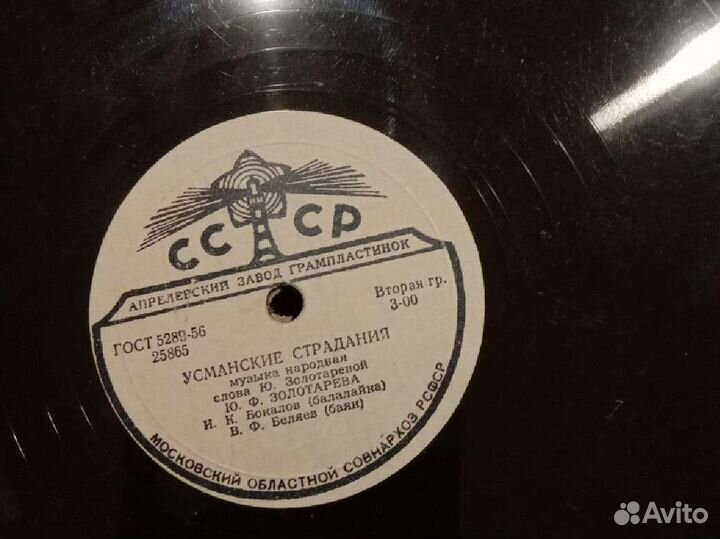 СССР
АПРЕЛЕВСКИЙ ЗАВОД ГРАМПЛАСТИНОК
ГОСТ 5289-56
25865
Вторая гр.
3-00
УСМАНСКИЕ СТРАДАНИЯ
музыка народная
слова Ю. Золотаревой
Ю. Ф. ЗОЛОТАРЕВА
И. К. Бокалов (балалайка)
В. Ф. Беляев (баян)
МОСКОВСКИЙ ОБЛАСТНОЙ СОВНАРХОЗ РСФСР
Avito